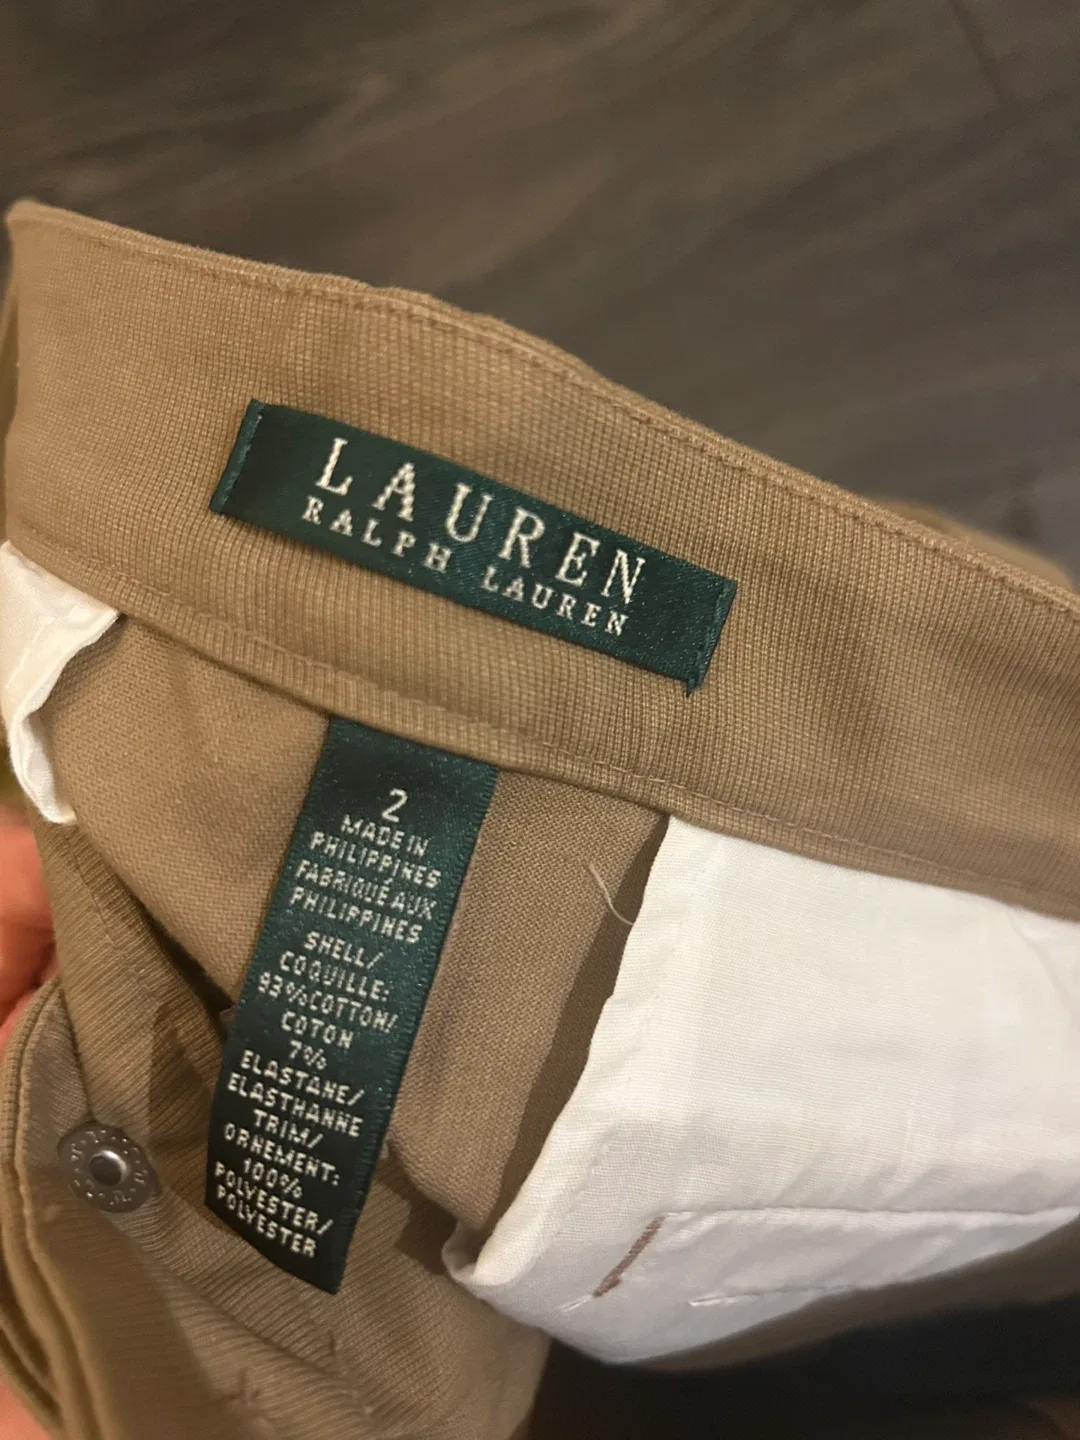 LAUREN
RALPH LAUREN
2
MADE IN
PHILIPPINES
FABRIQUÉ AUX
PHILIPPINES
SHELL/
COQUILLE:
93%COTTON/
COTON
7%
ELASTANE/
ELASTHANNE
TRIM/
ORNEMENT:
100%
POLYESTER/
POLYESTER